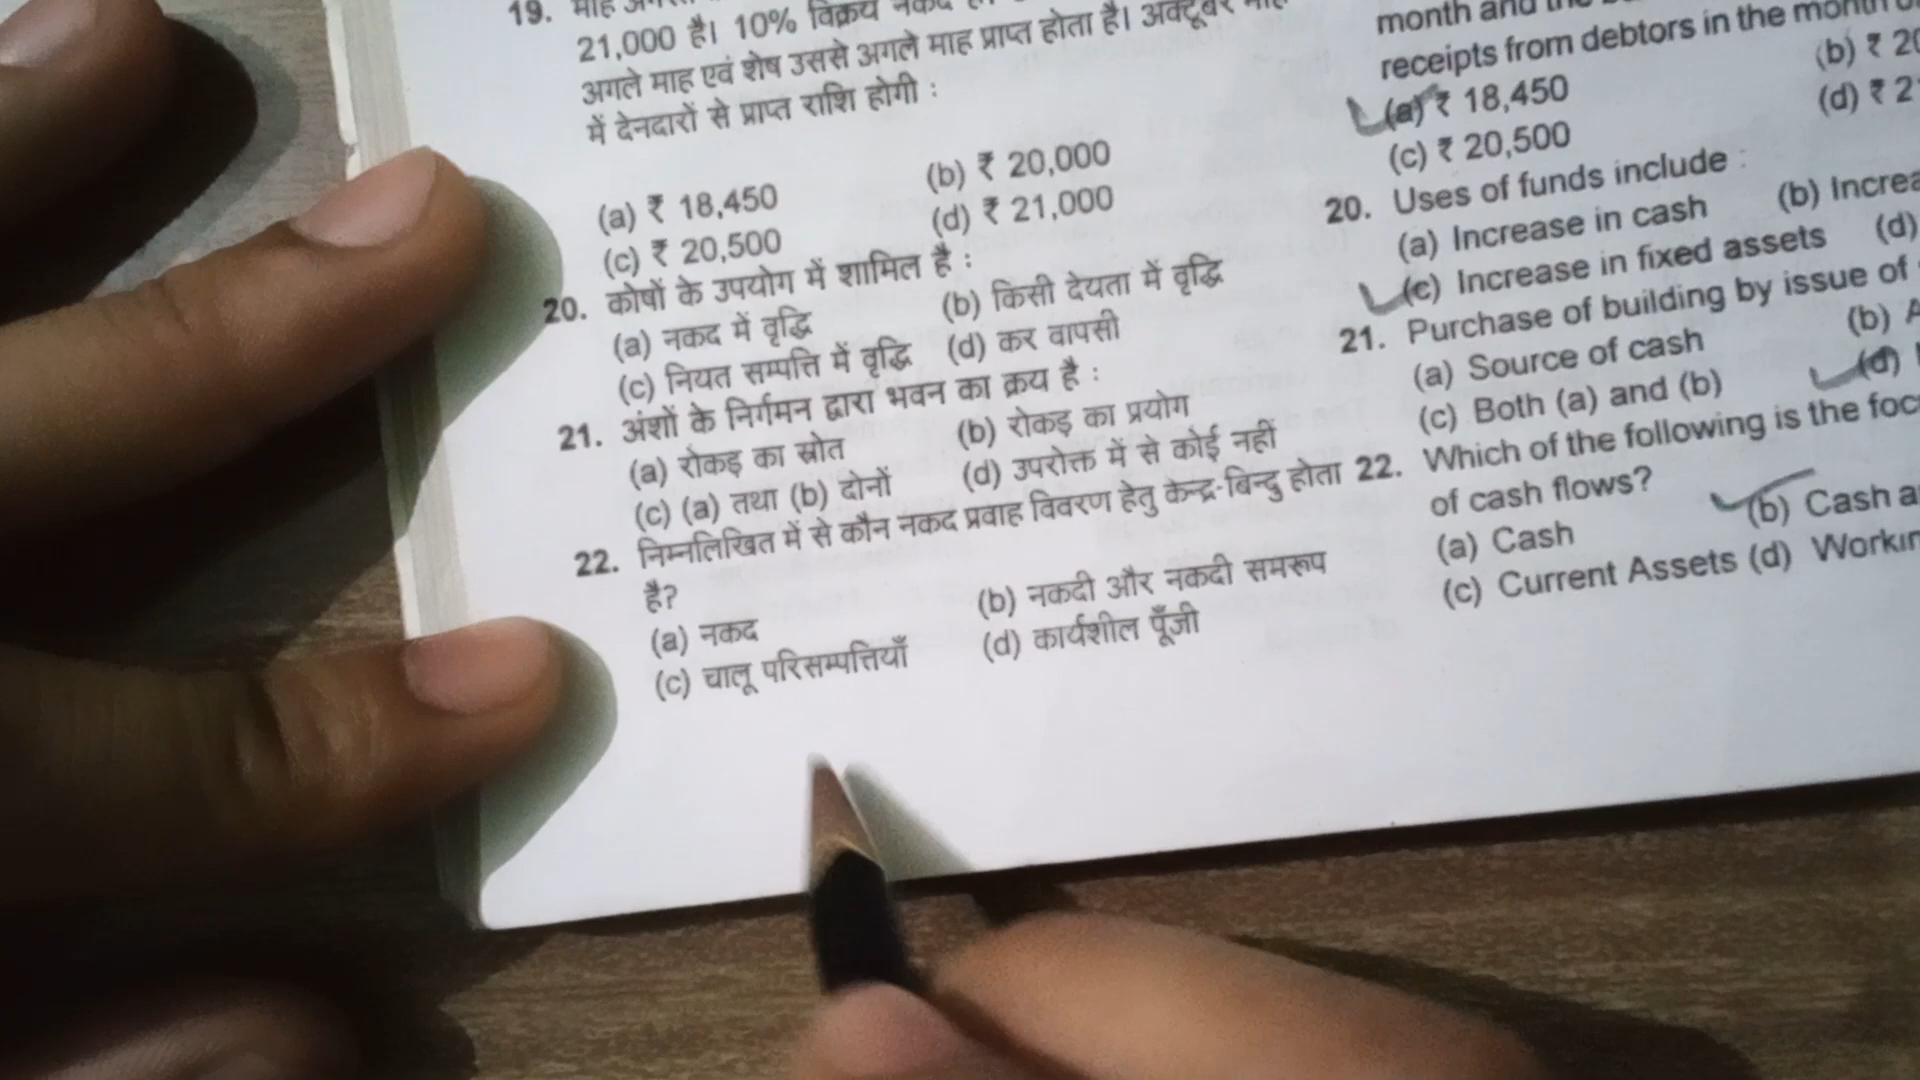 19. माह
21,000 है। 10% विक्रय नकद
अगले माह एवं शेष उससे अगले माह प्राप्त होता है। अक्टूबर माह
में देनदारों से प्राप्त राशि होगी :
(a) ₹ 18,450 (b) ₹ 20,000
(c) ₹ 20,500 (d) ₹ 21,000
20. कोषों के उपयोग में शामिल है :
(a) नकद में वृद्धि (b) किसी देयता में वृद्धि
(c) नियत सम्पत्ति में वृद्धि (d) कर वापसी
21. अंशों के निर्गमन द्वारा भवन का क्रय है :
(a) रोकड़ का स्रोत (b) रोकड़ का प्रयोग
(c) (a) तथा (b) दोनों (d) उपरोक्त में से कोई नहीं
22. निम्नलिखित में से कौन नकद प्रवाह विवरण हेतु केन्द्र-बिन्दु होता
है?
(a) नकद (b) नकदी और नकदी समरूप
(c) चालू परिसम्पत्तियाँ (d) कार्यशील पूँजी
month and
receipts from debtors in the month
(a) ₹ 18,450 (b) ₹
(c) ₹ 20,500 (d) ₹
20. Uses of funds include :
(a) Increase in cash (b)
(c) Increase in fixed assets (d)
21. Purchase of building by issue of
(a) Source of cash (b)
(c) Both (a) and (b) (d)
22. Which of the following is the
of cash flows?
(a) Cash (b) Cash
(c) Current Assets (d)